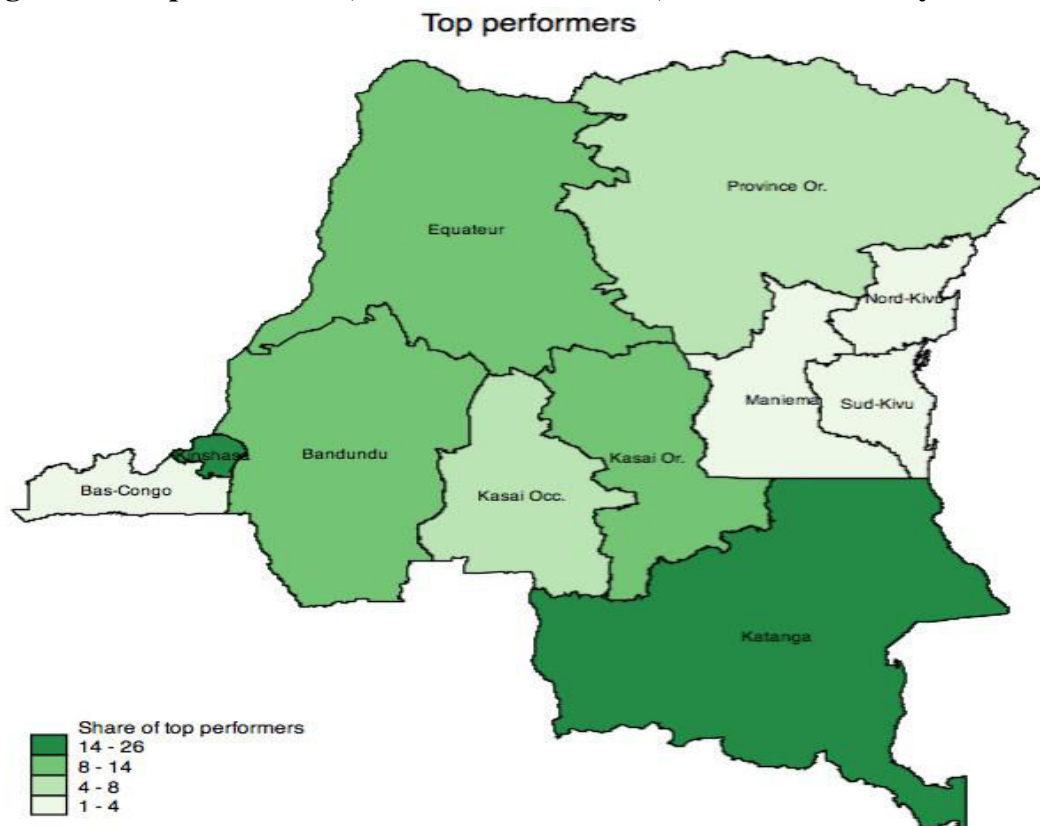 Top performers
Province Or.
Equateur
Nord-Kivu
Maniema
Sud-Kivu
Kinshasa
Bandundu
Kasai Or.
Bas-Congo
Kasai Occ.
Katanga
Share of top performers
14 - 26
8 - 14
4 - 8
1 - 4